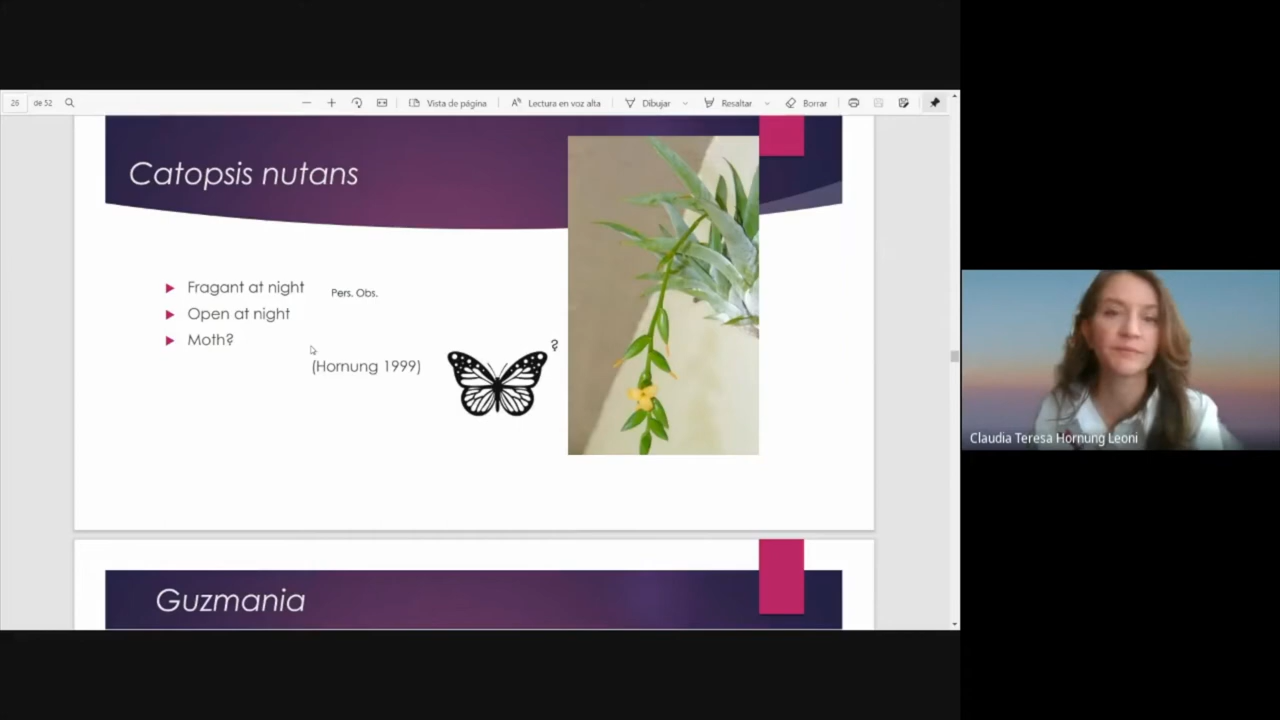 26 de 52 Vista de página Lectura en voz alta Dibujar Resaltar Borrar
Catopsis nutans
Fragant at night Pers. Obs.
Open at night
Moth?
?
(Hornung 1999)
Claudia Teresa Hornung Leoni
Guzmania